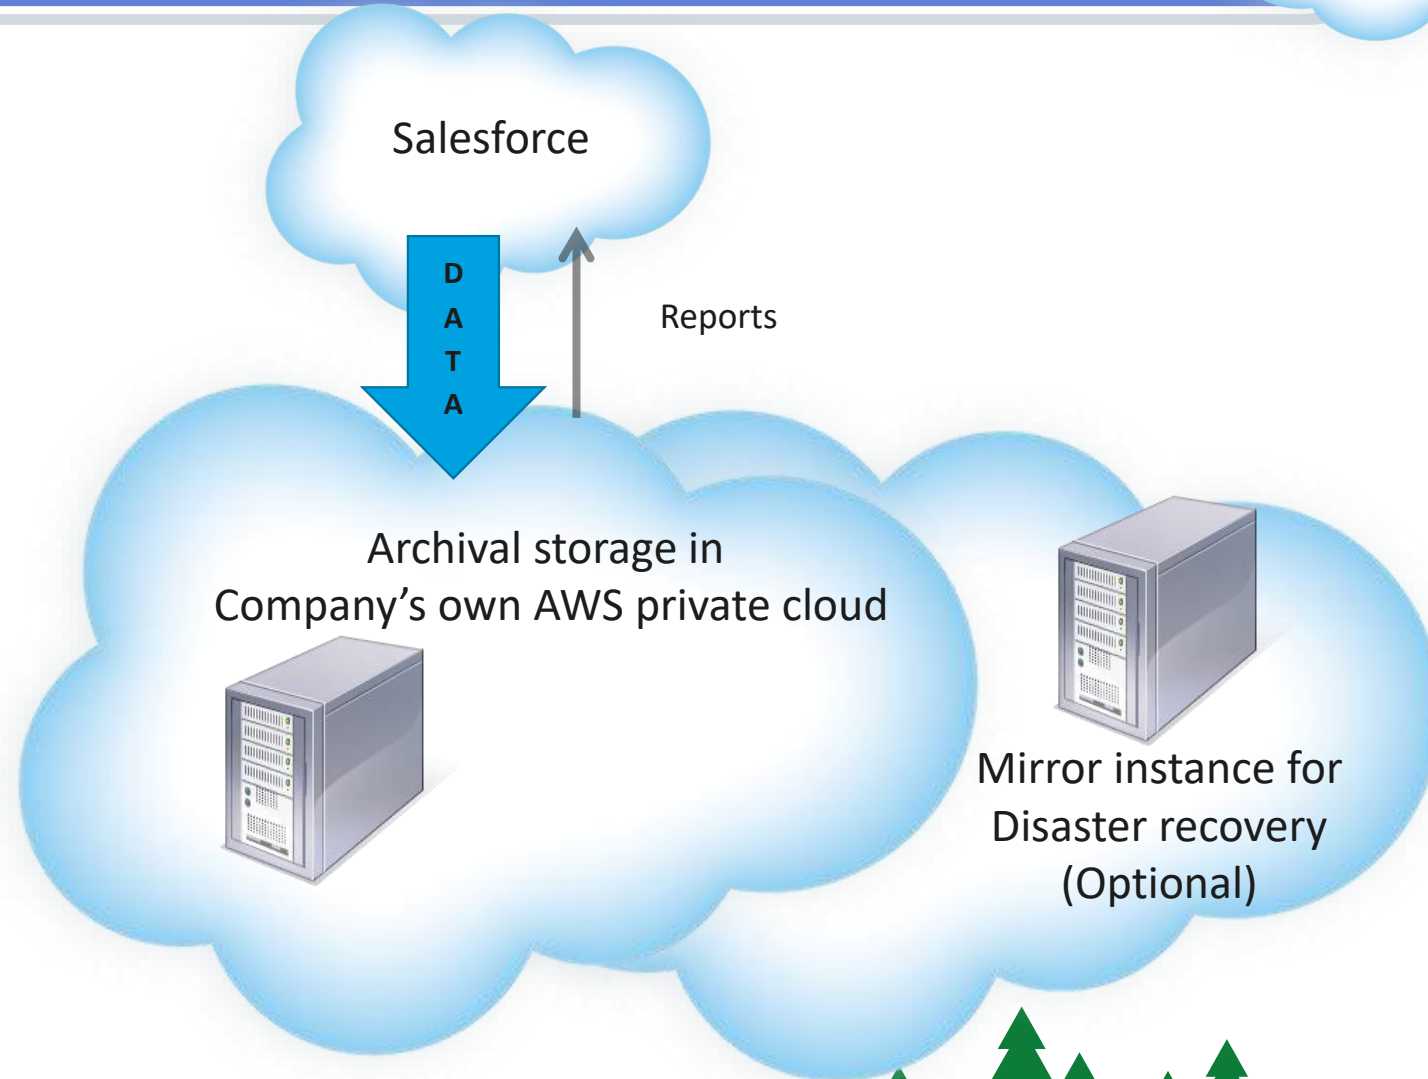 Salesforce
D
A
T
A
Reports
Archival storage in
Company’s own AWS private cloud
Mirror instance for
Disaster recovery
(Optional)